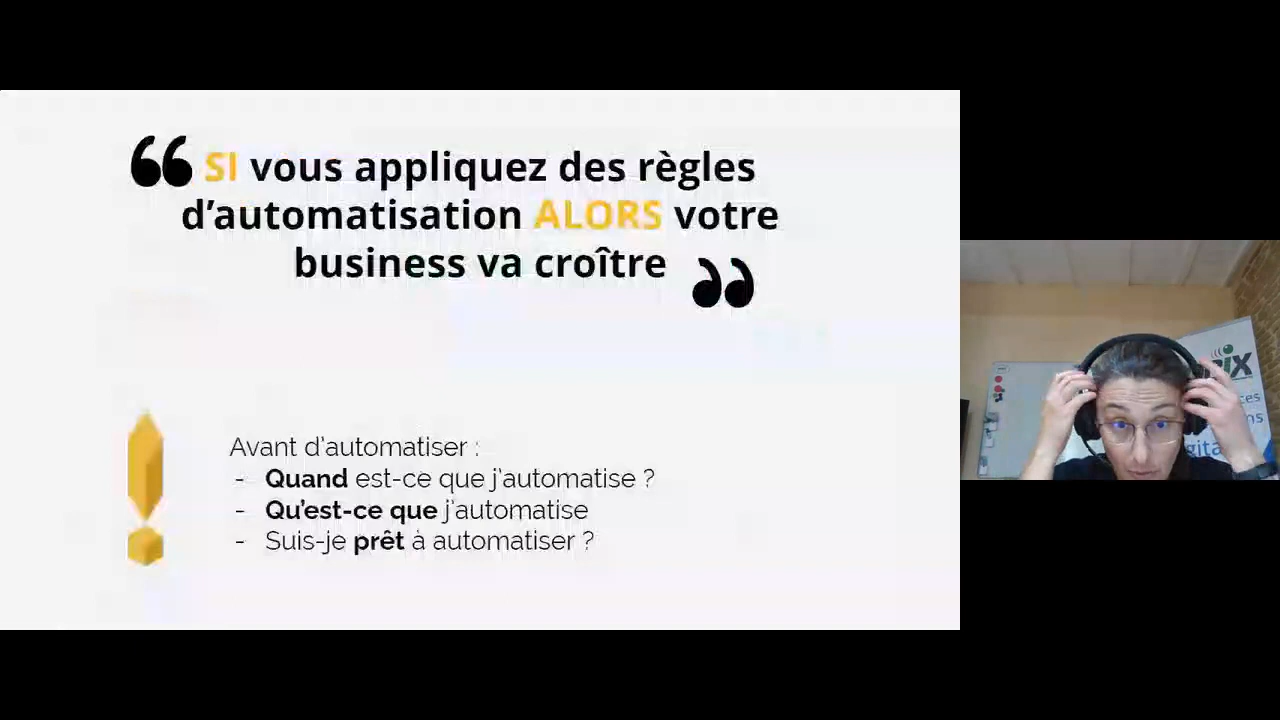 SI vous appliquez des règles
d’automatisation ALORS votre
business va croître
Avant d’automatiser :
- Quand est-ce que j’automatise ?
- Qu’est-ce que j’automatise
- Suis-je prêt à automatiser ?